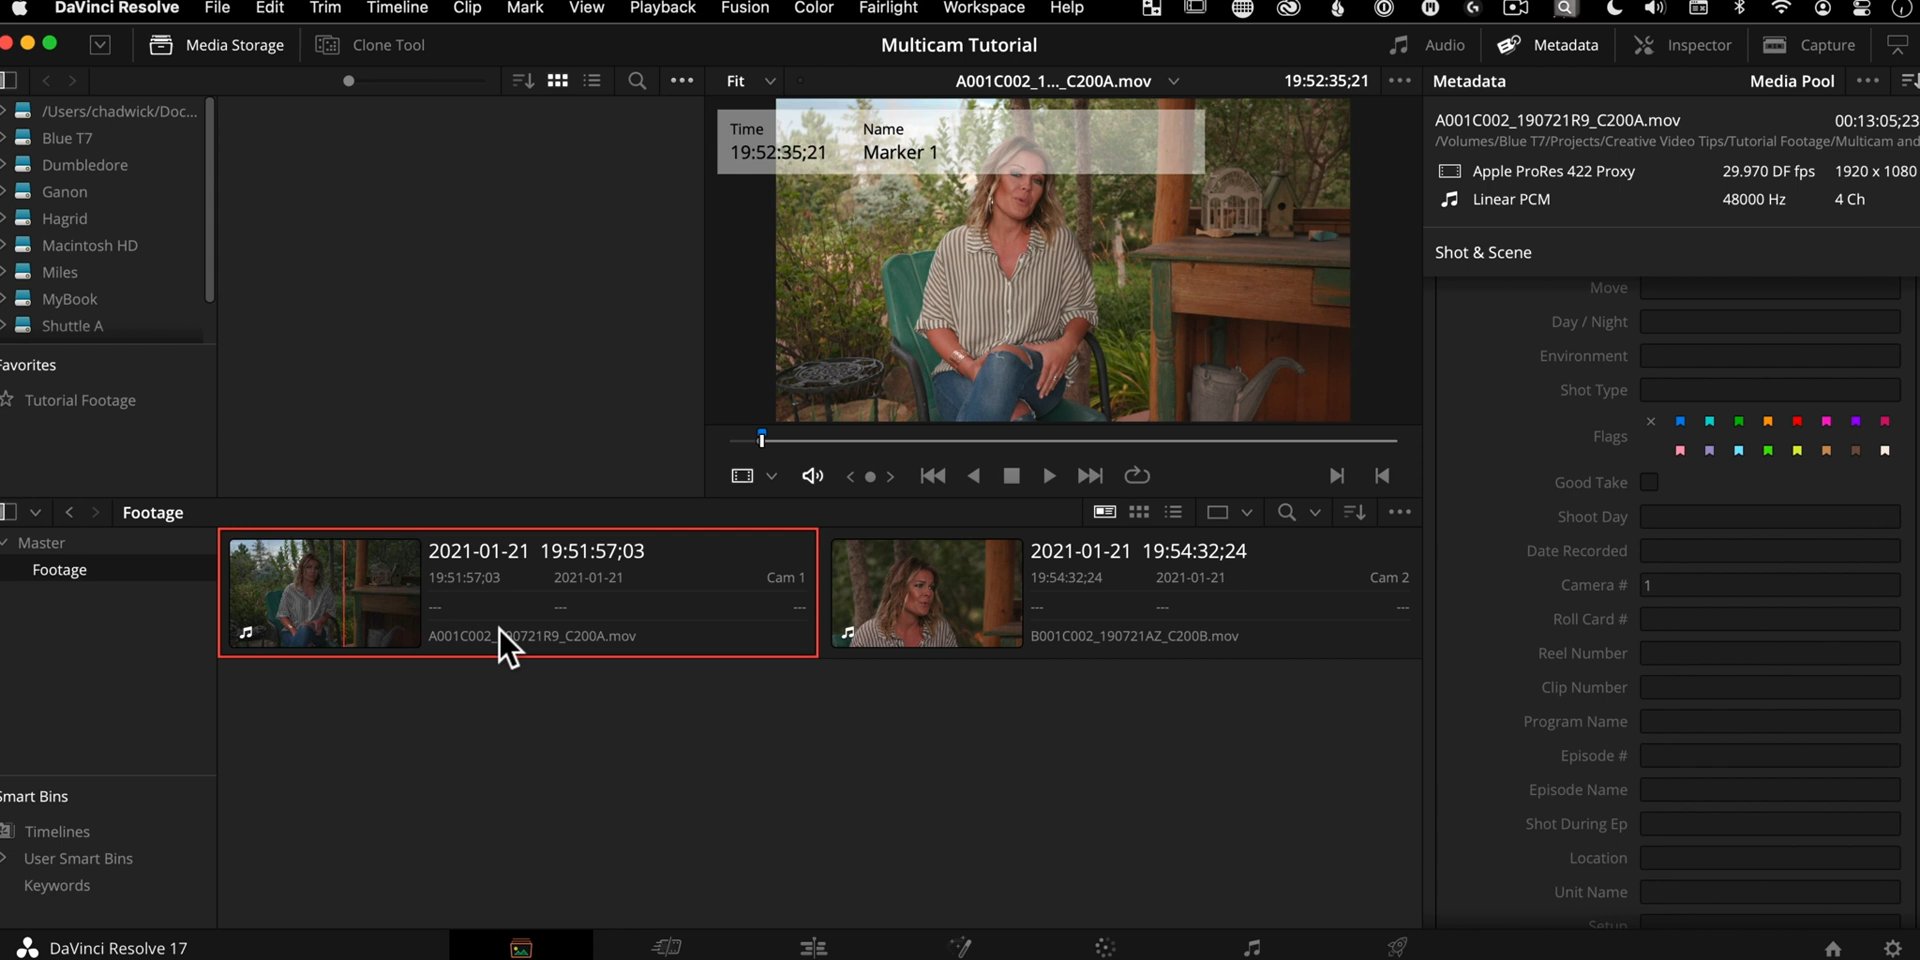 DaVinci Resolve File Edit Trim Timeline Clip Mark View Playback Fusion Color Fairlight Workspace Help
Media Storage Clone Tool Multicam Tutorial Audio Metadata Inspector Capture
Fit A001C002_1..._C200A.mov 19:52:35;21 Metadata Media Pool
/Users/chadwick/Doc...
Blue T7
Dumbledore
Ganon
Hagrid
Macintosh HD
Miles
MyBook
Shuttle A
Favorites
Tutorial Footage
Time Name
19:52:35;21 Marker 1
A001C002_190721R9_C200A.mov 00:13:05;23
/Volumes/Blue T7/Projects/Creative Video Tips/Tutorial Footage/Multicam and
Apple ProRes 422 Proxy 29.970 DF fps 1920 x 1080
Linear PCM 48000 Hz 4 Ch
Shot & Scene
Move
Day / Night
Environment
Shot Type
Flags
Good Take
Shoot Day
Date Recorded
Camera # 1
Roll Card #
Reel Number
Clip Number
Program Name
Episode #
Episode Name
Shot During Ep
Location
Unit Name
Setup
Footage
Master
Footage
2021-01-21 19:51:57;03
19:51:57;03 2021-01-21 Cam 1
--- --- ---
A001C002_190721R9_C200A.mov
2021-01-21 19:54:32;24
19:54:32;24 2021-01-21 Cam 2
--- --- ---
B001C002_190721AZ_C200B.mov
Smart Bins
Timelines
User Smart Bins
Keywords
DaVinci Resolve 17